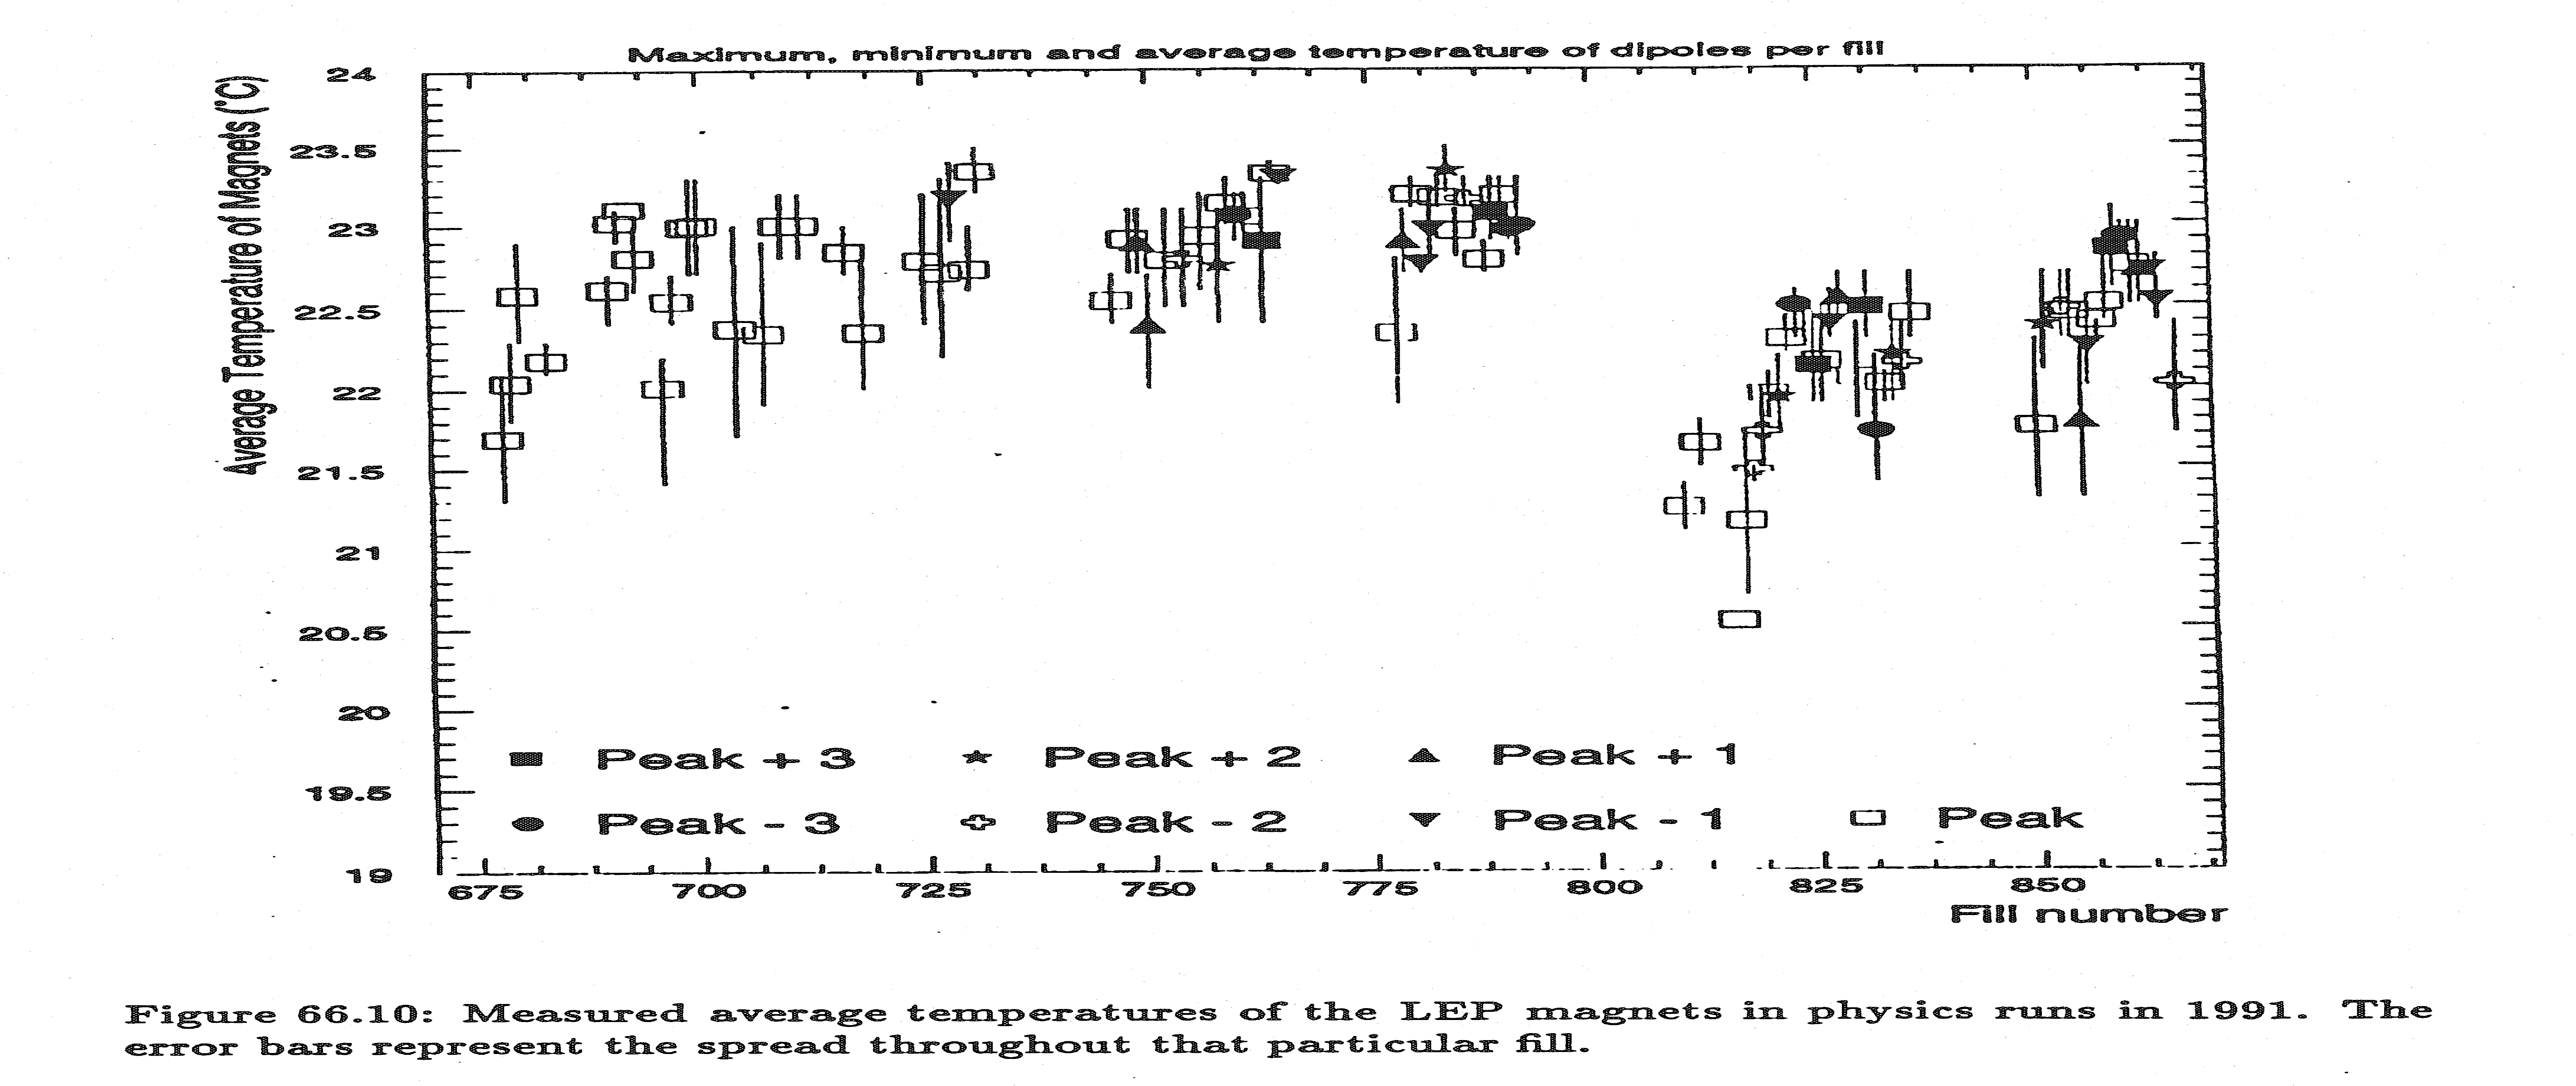 Maximum, minimum and average temperature of dipoles per fill
Average Temperature of Magnets (°C)
24
23.5
23
22.5
22
21.5
21
20.5
20
19.5
19
Peak + 3
Peak + 2
Peak + 1
Peak - 3
Peak - 2
Peak - 1
Peak
675 700 725 750 775 800 825 850
Fill number
Figure 66.10: Measured average temperatures of the LEP magnets in physics runs in 1991. The
error bars represent the spread throughout that particular fill.